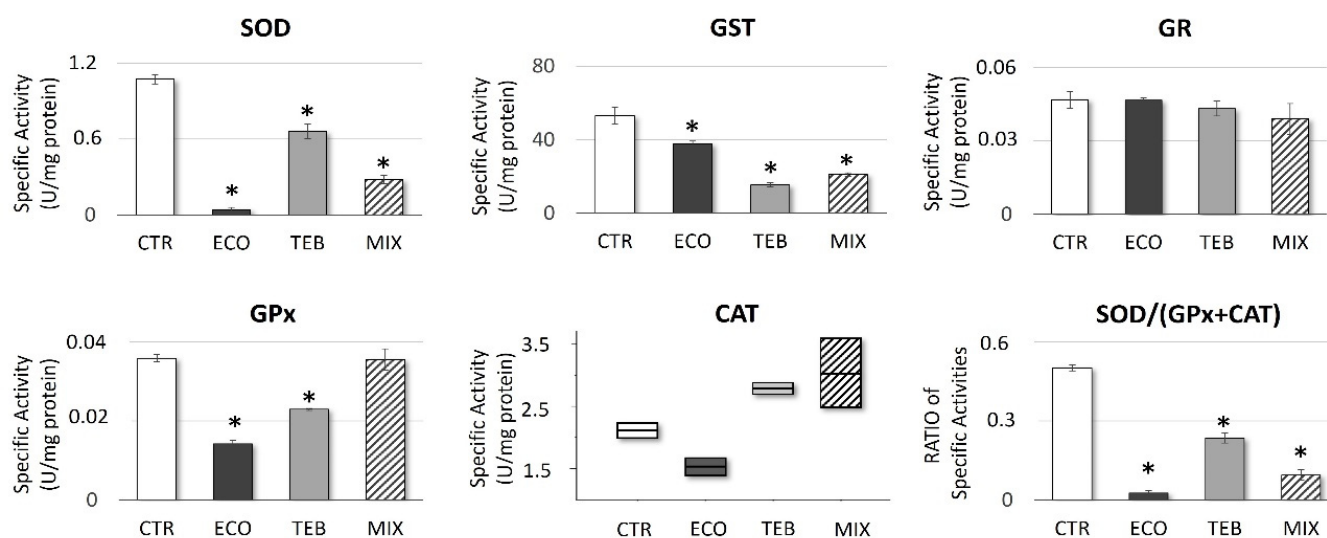 SOD
Specific Activity
(U/mg protein)
1.2
0.6
0
*
*
*
CTR ECO TEB MIX
GST
Specific Activity
(U/mg protein)
80
40
0
*
*
*
CTR ECO TEB MIX
GR
Specific Activity
(U/mg protein)
0.06
0.03
0
CTR ECO TEB MIX
GPx
Specific Activity
(U/mg protein)
0.04
0.02
0
*
*
CTR ECO TEB MIX
CAT
Specific Activity
(U/mg protein)
3.5
2.5
1.5
CTR ECO TEB MIX
SOD/(GPx+CAT)
RATIO of
Specific Activities
0.6
0.3
0
*
*
*
CTR ECO TEB MIX